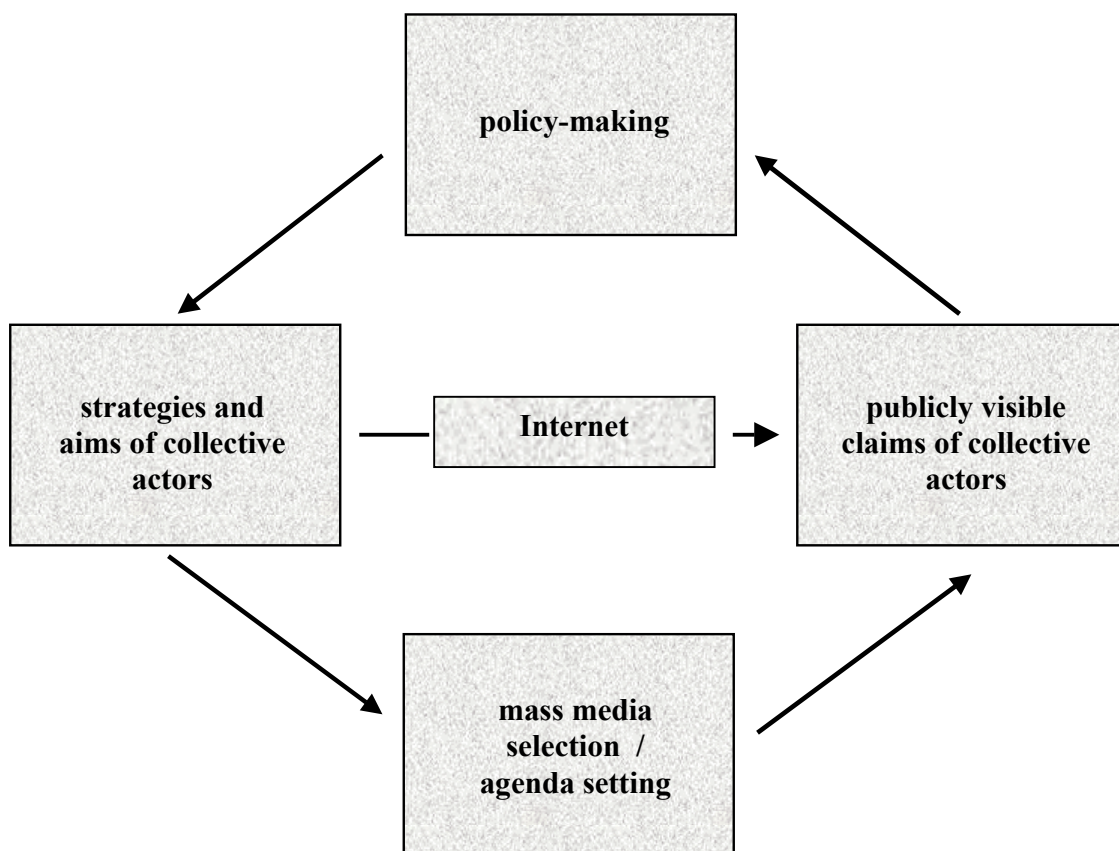 policy-making
strategies and
aims of collective
actors
Internet
publicly visible
claims of collective
actors
mass media
selection  /
agenda setting